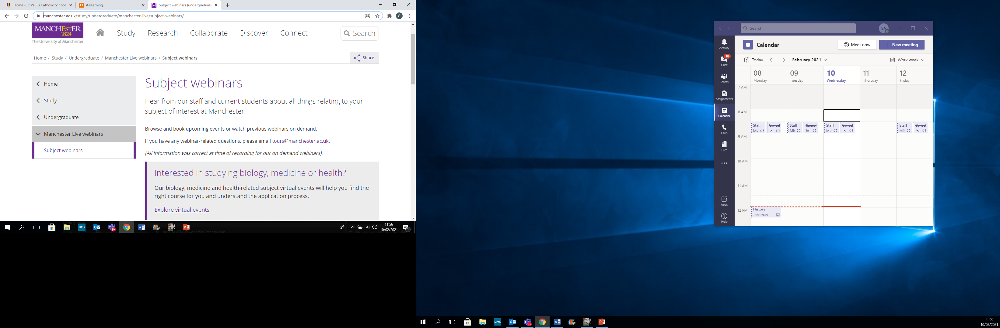 Home - St Paul's Catholic School
itslearning
Subject webinars (undergraduate
manchester.ac.uk/study/undergraduate/manchester-live/subject-webinars/
S
MANCHESTER
1824
The University of Manchester
Study
Research
Collaborate
Discover
Connect
Search
Home / Study / Undergraduate / Manchester Live webinars / Subject webinars
Share
Home
Study
Undergraduate
Manchester Live webinars
Subject webinars
Subject webinars
Hear from our staff and current students about all things relating to your
subject of interest at Manchester.
Browse and book upcoming events or watch previous webinars on demand.
If you have any webinar-related questions, please email tours@manchester.ac.uk.
(All information was correct at time of recording for our on demand webinars).
Interested in studying biology, medicine or health?
Our biology, medicine and health-related subject virtual events will help you find the
right course for you and understand the application process.
Explore virtual events
SIMS
9+
11:56
10/02/2021
1
Search
SA
Activity
18
Chat
Teams
Assignments
Calendar
Calls
Files
Apps
Help
Calendar
Meet now
+ New meeting
Today
February 2021
Work week
08
Monday
09
Tuesday
10
Wednesday
11
Thursday
12
Friday
7 AM
8 AM
Staff
Mic
Cancel
Jo-
Staff
Mic
Cancel
Jo-
Staff
Mic
Cancel
Jo-
Staff
Mic
Cancel
Jo-
9 AM
10 AM
11 AM
12 PM
History
Jonathan
SIMS
9+
11:56
10/02/2021